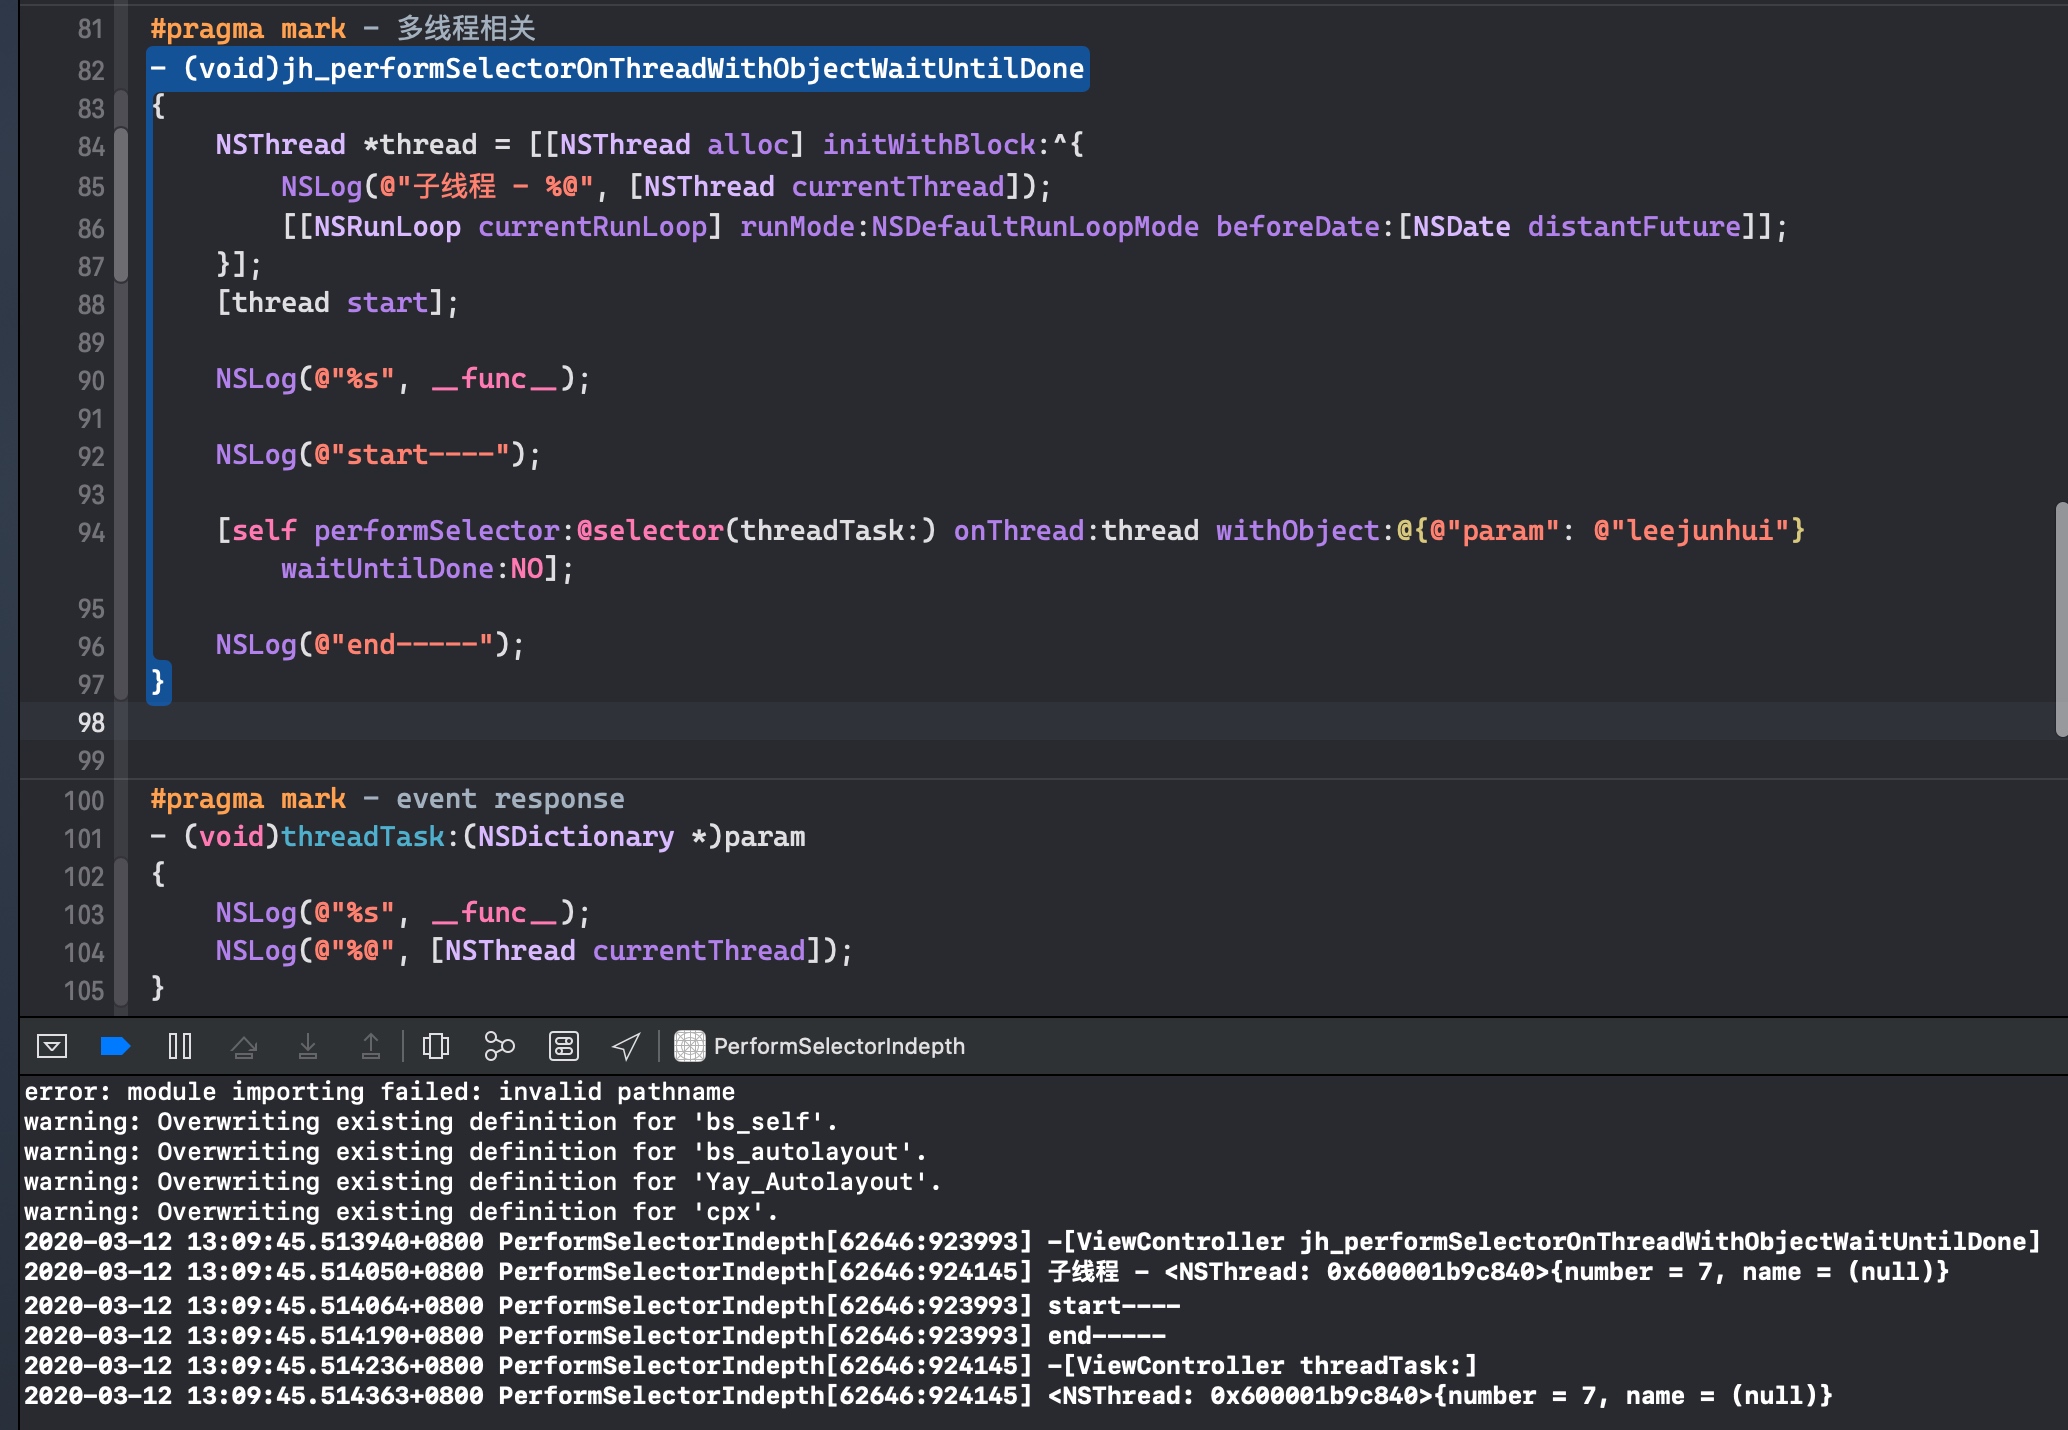 81 #pragma mark - 多线程相关
82 - (void)jh_performSelectorOnThreadWithObjectWaitUntilDone
83 {
84     NSThread *thread = [[NSThread alloc] initWithBlock:^{
85         NSLog(@"子线程 - %@", [NSThread currentThread]);
86         [[NSRunLoop currentRunLoop] runMode:NSDefaultRunLoopMode beforeDate:[NSDate distantFuture]];
87     }];
88     [thread start];
89
90     NSLog(@"%s", __func__);
91
92     NSLog(@"start----");
93
94     [self performSelector:@selector(threadTask:) onThread:thread withObject:@{@"param": @"leejunhui"}
        waitUntilDone:NO];
95
96     NSLog(@"end-----");
97 }
98
99
100 #pragma mark - event response
101 - (void)threadTask:(NSDictionary *)param
102 {
103     NSLog(@"%s", __func__);
104     NSLog(@"%@", [NSThread currentThread]);
105 }
PerformSelectorIndepth
error: module importing failed: invalid pathname
warning: Overwriting existing definition for 'bs_self'.
warning: Overwriting existing definition for 'bs_autolayout'.
warning: Overwriting existing definition for 'Yay_Autolayout'.
warning: Overwriting existing definition for 'cpx'.
2020-03-12 13:09:45.513940+0800 PerformSelectorIndepth[62646:923993] -[ViewController jh_performSelectorOnThreadWithObjectWaitUntilDone]
2020-03-12 13:09:45.514050+0800 PerformSelectorIndepth[62646:924145] 子线程 - <NSThread: 0x600001b9c840>{number = 7, name = (null)}
2020-03-12 13:09:45.514064+0800 PerformSelectorIndepth[62646:923993] start----
2020-03-12 13:09:45.514190+0800 PerformSelectorIndepth[62646:923993] end-----
2020-03-12 13:09:45.514236+0800 PerformSelectorIndepth[62646:924145] -[ViewController threadTask:]
2020-03-12 13:09:45.514363+0800 PerformSelectorIndepth[62646:924145] <NSThread: 0x600001b9c840>{number = 7, name = (null)}